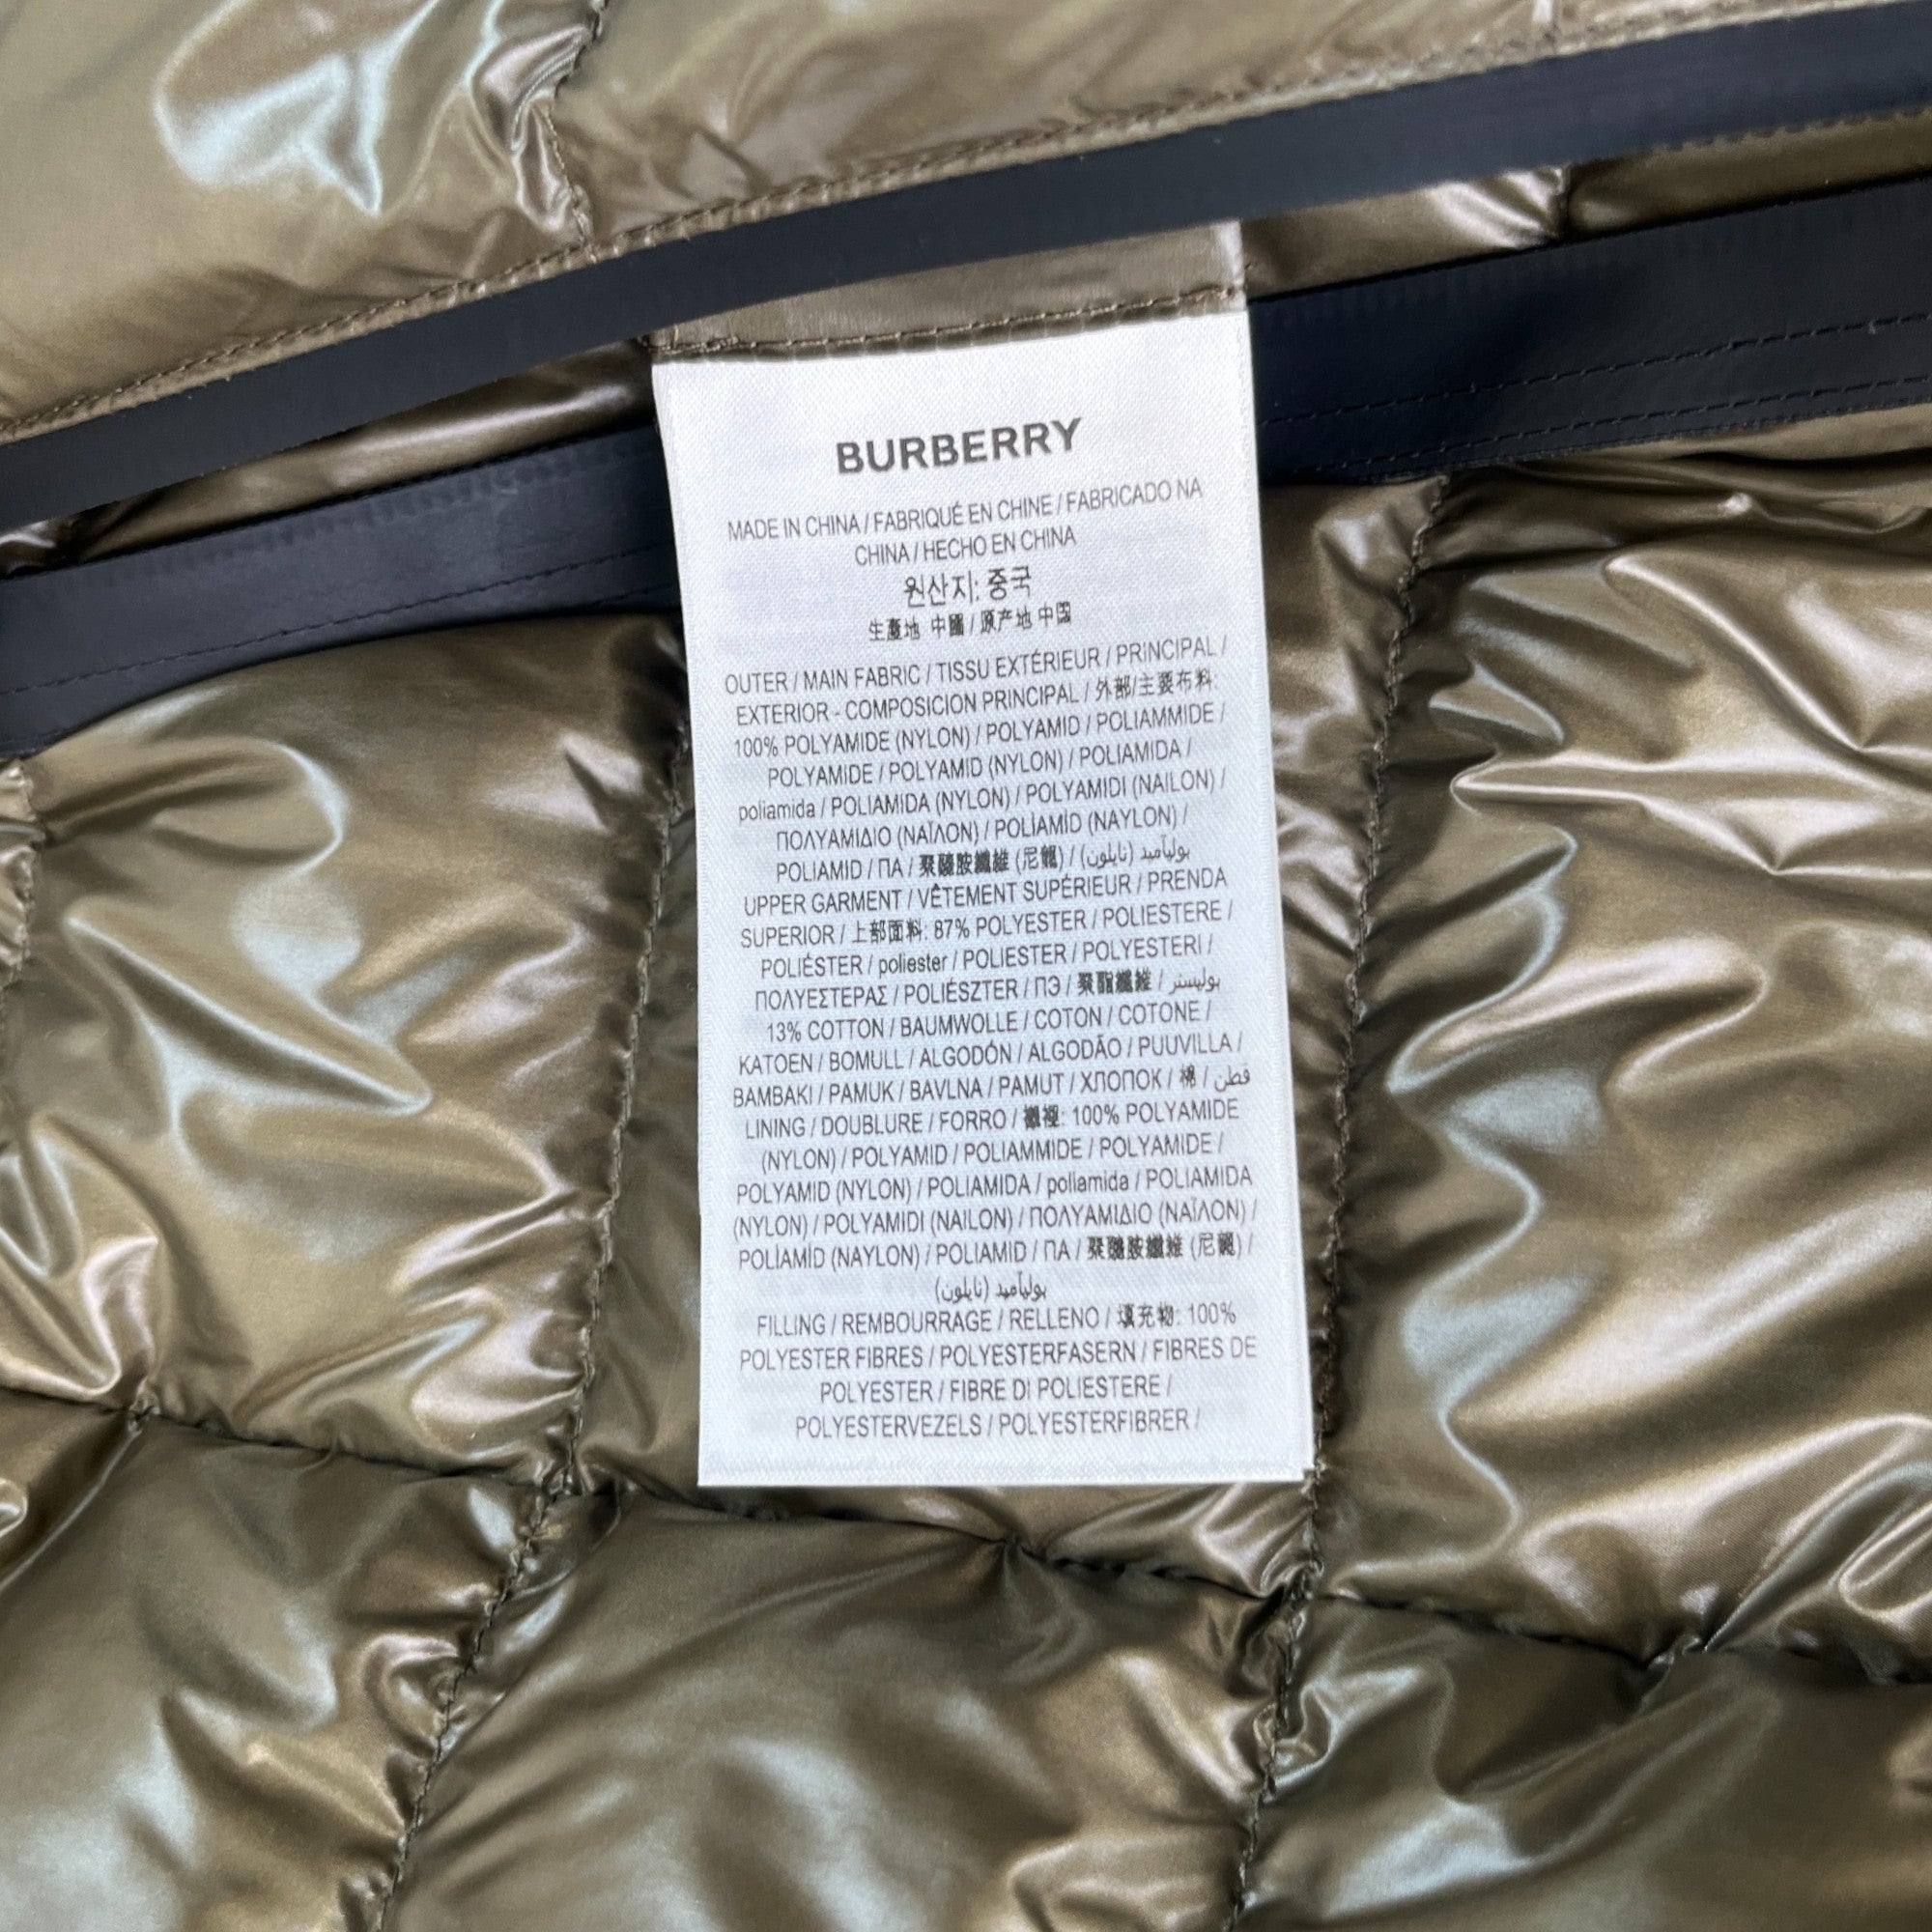 BURBERRY
MADE IN CHINA / FABRIQUÉ EN CHINE / FABRICADO NA
CHINA / HECHO EN CHINA
원산지: 중국
生產地 中國 / 原产地 中国
OUTER / MAIN FABRIC / TISSU EXTÉRIEUR / PRINCIPAL /
EXTERIOR - COMPOSICION PRINCIPAL / 外部/主要布料:
100% POLYAMIDE (NYLON) / POLYAMID / POLIAMMIDE /
POLYAMIDE / POLYAMID (NYLON) / POLIAMIDA /
poliamida / POLIAMIDA (NYLON) / POLYAMIDI (NAILON) /
ΠΟΛΥΑΜΙΔΙΟ (ΝΑΪΛΟΝ) / POLİAMİD (NAYLON) /
POLIAMID / ПА / 聚醯胺纖維 (尼龍) / بوليآميد (نايلون)
UPPER GARMENT / VÊTEMENT SUPÉRIEUR / PRENDA
SUPERIOR / 上部面料: 87% POLYESTER / POLIESTERE /
POLIÉSTER / poliester / POLIESTER / POLYESTERI /
ΠΟΛΥΕΣΤΕΡΑΣ / POLIÉSZTER / ПЭ / 聚酯纖維 / بوليستر
13% COTTON / BAUMWOLLE / COTON / COTONE /
KATOEN / BOMULL / ALGODÓN / ALGODÃO / PUUVILLA /
BAMBAKI / PAMUK / BAVLNA / PAMUT / ХЛОПОК / 棉 / قطن
LINING / DOUBLURE / FORRO / 襯裡: 100% POLYAMIDE
(NYLON) / POLYAMID / POLIAMMIDE / POLYAMIDE /
POLYAMID (NYLON) / POLIAMIDA / poliamida / POLIAMIDA
(NYLON) / POLYAMIDI (NAILON) / ΠΟΛΥΑΜΙΔΙΟ (ΝΑΪΛΟΝ) /
POLİAMİD (NAYLON) / POLIAMID / ПА / 聚醯胺纖維 (尼龍) /
بوليآميد (نايلون)
FILLING / REMBOURRAGE / RELLENO / 填充物: 100%
POLYESTER FIBRES / POLYESTERFASERN / FIBRES DE
POLYESTER / FIBRE DI POLIESTERE /
POLYESTERVEZELS / POLYESTERFIBRER /